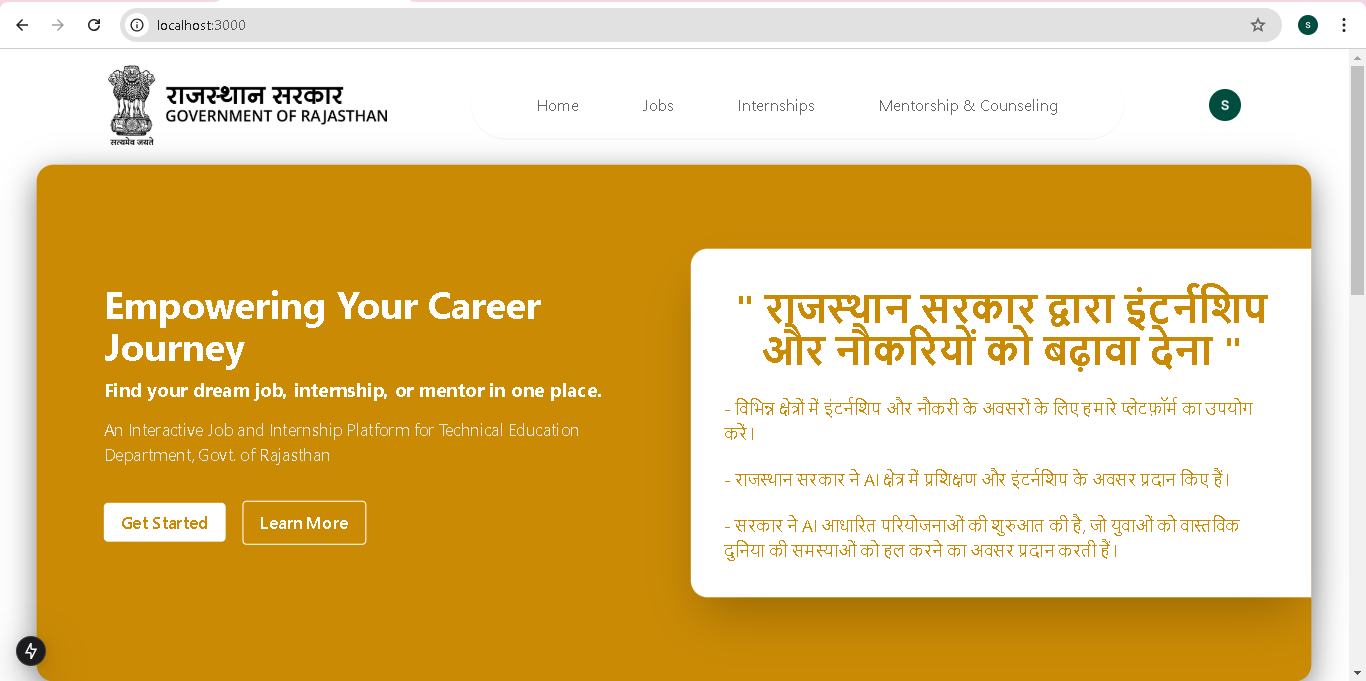 localhost:3000
S
राजस्थान सरकार
GOVERNMENT OF RAJASTHAN
सत्यमेव जयते
Home
Jobs
Internships
Mentorship & Counseling
S
Empowering Your Career
Journey
Find your dream job, internship, or mentor in one place.
An Interactive Job and Internship Platform for Technical Education
Department, Govt. of Rajasthan
Get Started
Learn More
" राजस्थान सरकार द्वारा इंटर्नशिप
और नौकरियों को बढ़ावा देना "
- विभिन्न क्षेत्रों में इंटर्नशिप और नौकरी के अवसरों के लिए हमारे प्लेटफ़ॉर्म का उपयोग
करें।
- राजस्थान सरकार ने AI क्षेत्र में प्रशिक्षण और इंटर्नशिप के अवसर प्रदान किए हैं।
- सरकार ने AI आधारित परियोजनाओं की शुरुआत की है, जो युवाओं को वास्तविक
दुनिया की समस्याओं को हल करने का अवसर प्रदान करती हैं।